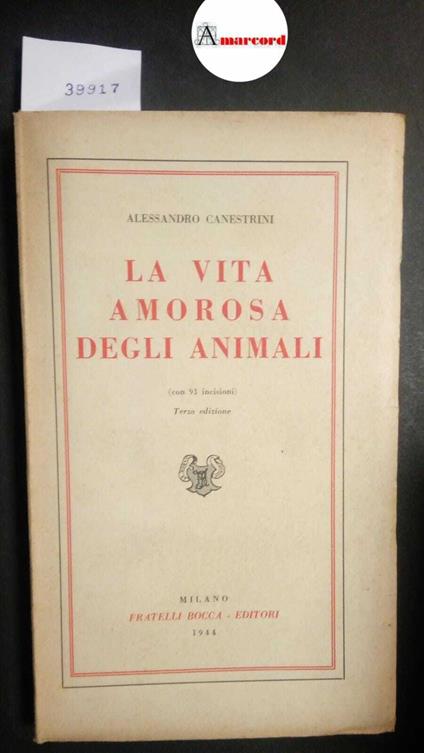 Amarcord
39917
ALESSANDRO CANESTRINI
LA VITA
AMOROSA
DEGLI ANIMALI
(con 93 incisioni)
Terza edizione
MILANO
FRATELLI BOCCA - EDITORI
1944